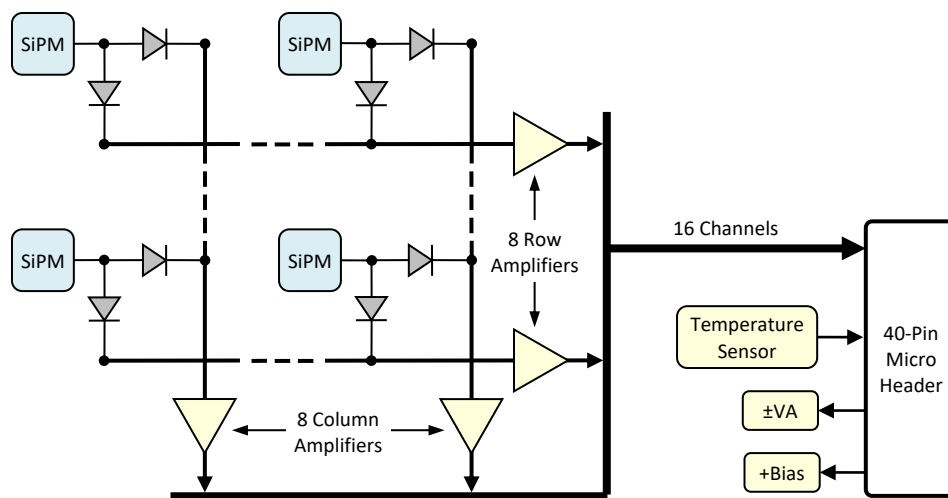 SiPM
SiPM
8 Row
Amplifiers
16 Channels
SiPM
SiPM
Temperature
Sensor
40-Pin
Micro
Header
±VA
8 Column
Amplifiers
+Bias